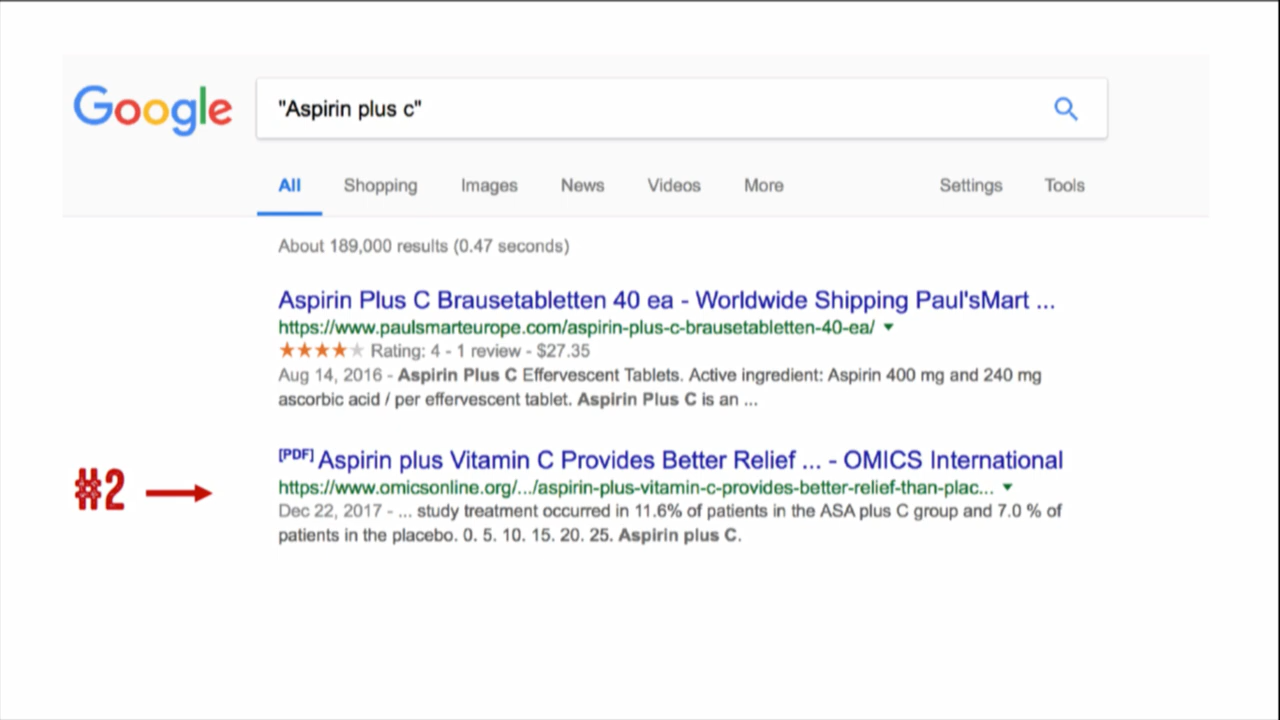 Google
"Aspirin plus c"
All Shopping Images News Videos More Settings Tools
About 189,000 results (0.47 seconds)
Aspirin Plus C Brausetabletten 40 ea - Worldwide Shipping Paul'sMart ...
https://www.paulsmarteurope.com/aspirin-plus-c-brausetabletten-40-ea/
Rating: 4 - 1 review - $27.35
Aug 14, 2016 - Aspirin Plus C Effervescent Tablets. Active ingredient: Aspirin 400 mg and 240 mg
ascorbic acid / per effervescent tablet. Aspirin Plus C is an ...
#2
[PDF] Aspirin plus Vitamin C Provides Better Relief ... - OMICS International
https://www.omicsonline.org/.../aspirin-plus-vitamin-c-provides-better-relief-than-plac...
Dec 22, 2017 - ... study treatment occurred in 11.6% of patients in the ASA plus C group and 7.0 % of
patients in the placebo. 0. 5. 10. 15. 20. 25. Aspirin plus C.